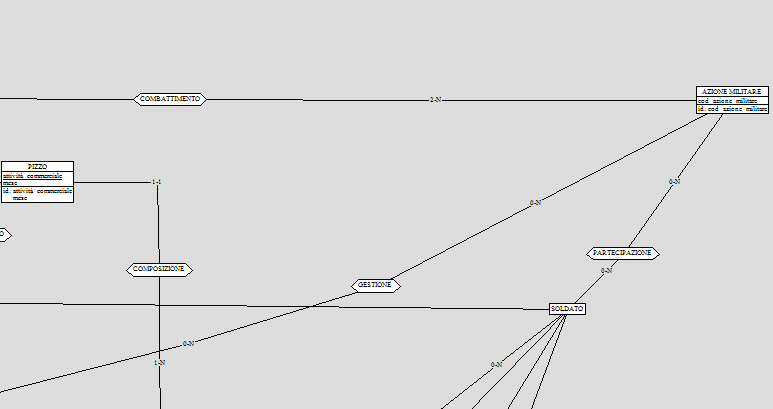 AZIONE MILITARE
cod_azione_militare
id: cod_azione_militare
COMBATTIMENTO
2-N
PIZZO
attività_commerciale
mese
id: attività_commerciale
mese
1-1
0-N
0-N
O
PARTECIPAZIONE
COMPOSIZIONE
0-N
GESTIONE
SOLDATO
0-N
1-N
0-N